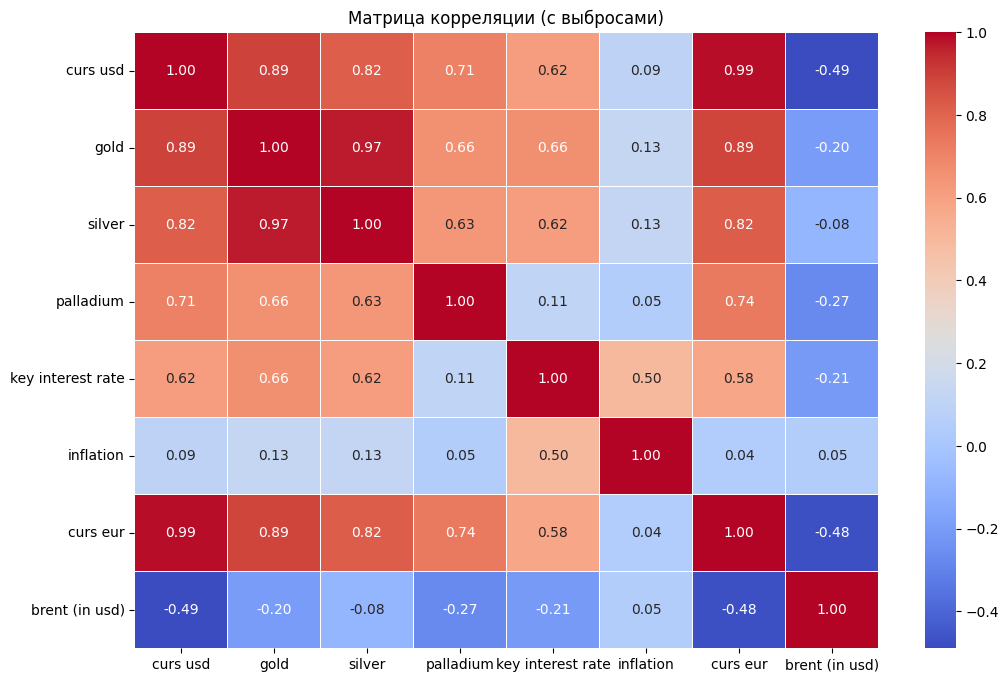 Матрица корреляции (с выбросами)
curs usd 1.00 0.89 0.82 0.71 0.62 0.09 0.99 -0.49
gold 0.89 1.00 0.97 0.66 0.66 0.13 0.89 -0.20
silver 0.82 0.97 1.00 0.63 0.62 0.13 0.82 -0.08
palladium 0.71 0.66 0.63 1.00 0.11 0.05 0.74 -0.27
key interest rate 0.62 0.66 0.62 0.11 1.00 0.50 0.58 -0.21
inflation 0.09 0.13 0.13 0.05 0.50 1.00 0.04 0.05
curs eur 0.99 0.89 0.82 0.74 0.58 0.04 1.00 -0.48
brent (in usd) -0.49 -0.20 -0.08 -0.27 -0.21 0.05 -0.48 1.00
curs usd gold silver palladium key interest rate inflation curs eur brent (in usd)
1.0
0.8
0.6
0.4
0.2
0.0
−0.2
−0.4